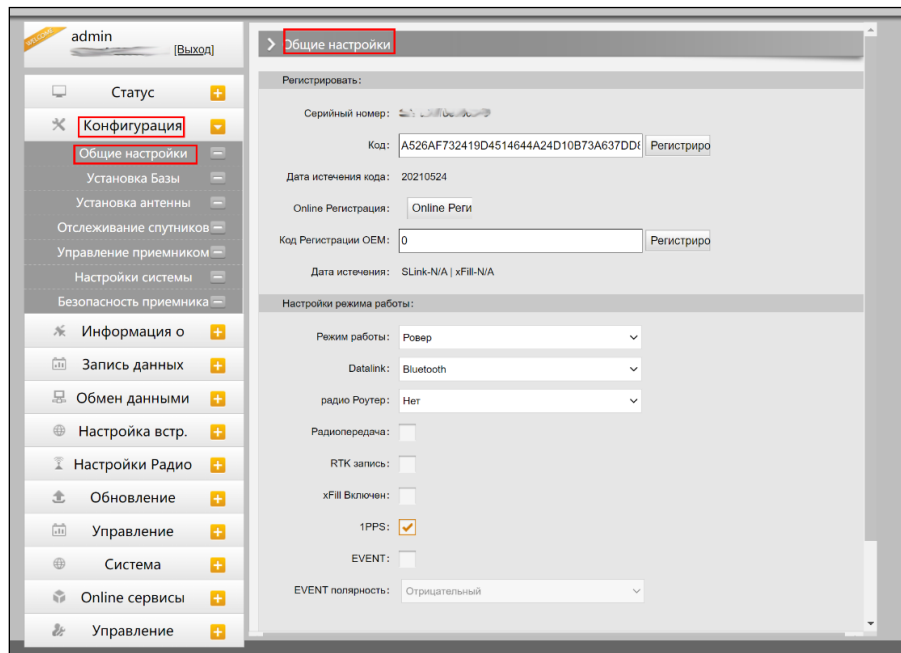 WELCOME
admin
[Выход]
Статус
Конфигурация
Общие настройки
Установка Базы
Установка антенны
Отслеживание спутников
Управление приемником
Настройки системы
Безопасность приемника
Информация о
Запись данных
Обмен данными
Настройка встр.
Настройки Радио
Обновление
Управление
Система
Online сервисы
Управление
Общие настройки
Регистрировать:
Серийный номер:
Код: A526AF732419D4514644A24D10B73A637DD Регистриро
Дата истечения кода: 20210524
Online Регистрация: Online Реги
Код Регистрации OEM: 0 Регистриро
Дата истечения: SLink-N/A | xFill-N/A
Настройки режима работы:
Режим работы: Ровер
Datalink: Bluetooth
радио Роутер: Нет
Радиопередача:
RTK запись:
xFill Включен:
1PPS:
EVENT:
EVENT полярность: Отрицательный